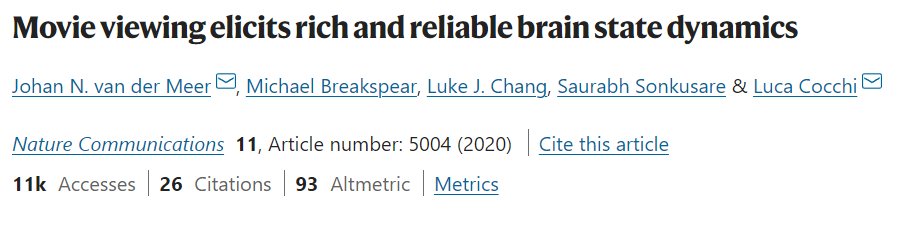 Movie viewing elicits rich and reliable brain state dynamics
Johan N. van der Meer, Michael Breakspear, Luke J. Chang, Saurabh Sonkusare & Luca Cocchi
Nature Communications 11, Article number: 5004 (2020) Cite this article
11k Accesses 26 Citations 93 Altmetric Metrics